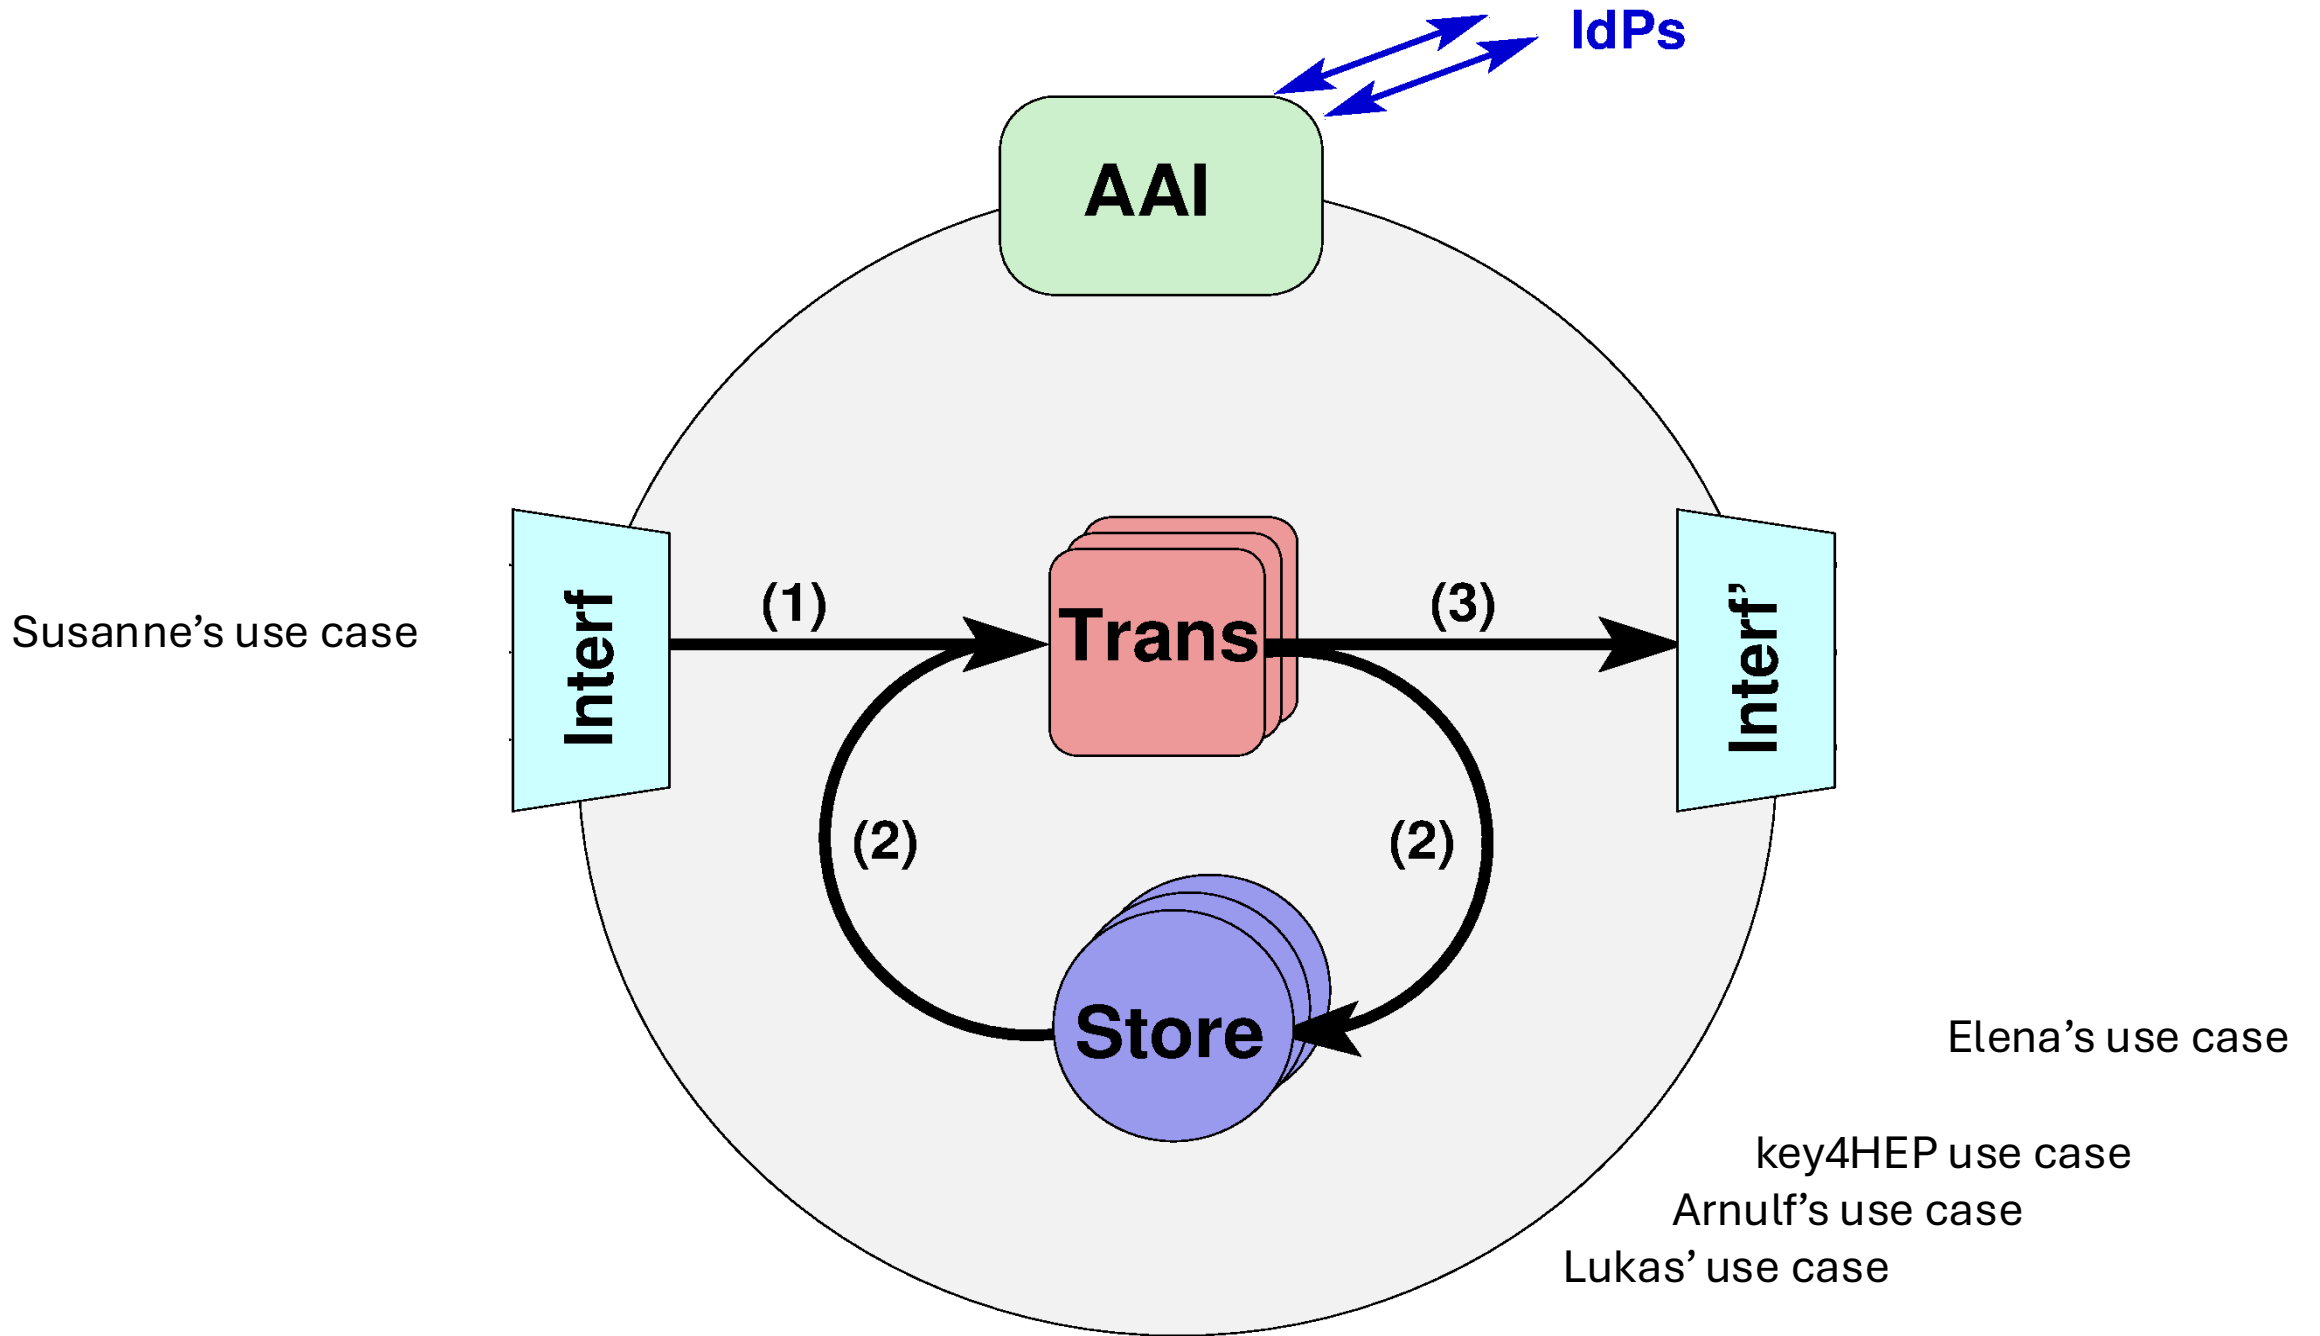 IdPs
AAI
(1)
(3)
Trans
Interf
Interf’
Susanne’s use case
(2)
(2)
Store
Elena’s use case
key4HEP use case
Arnulf’s use case
Lukas’ use case